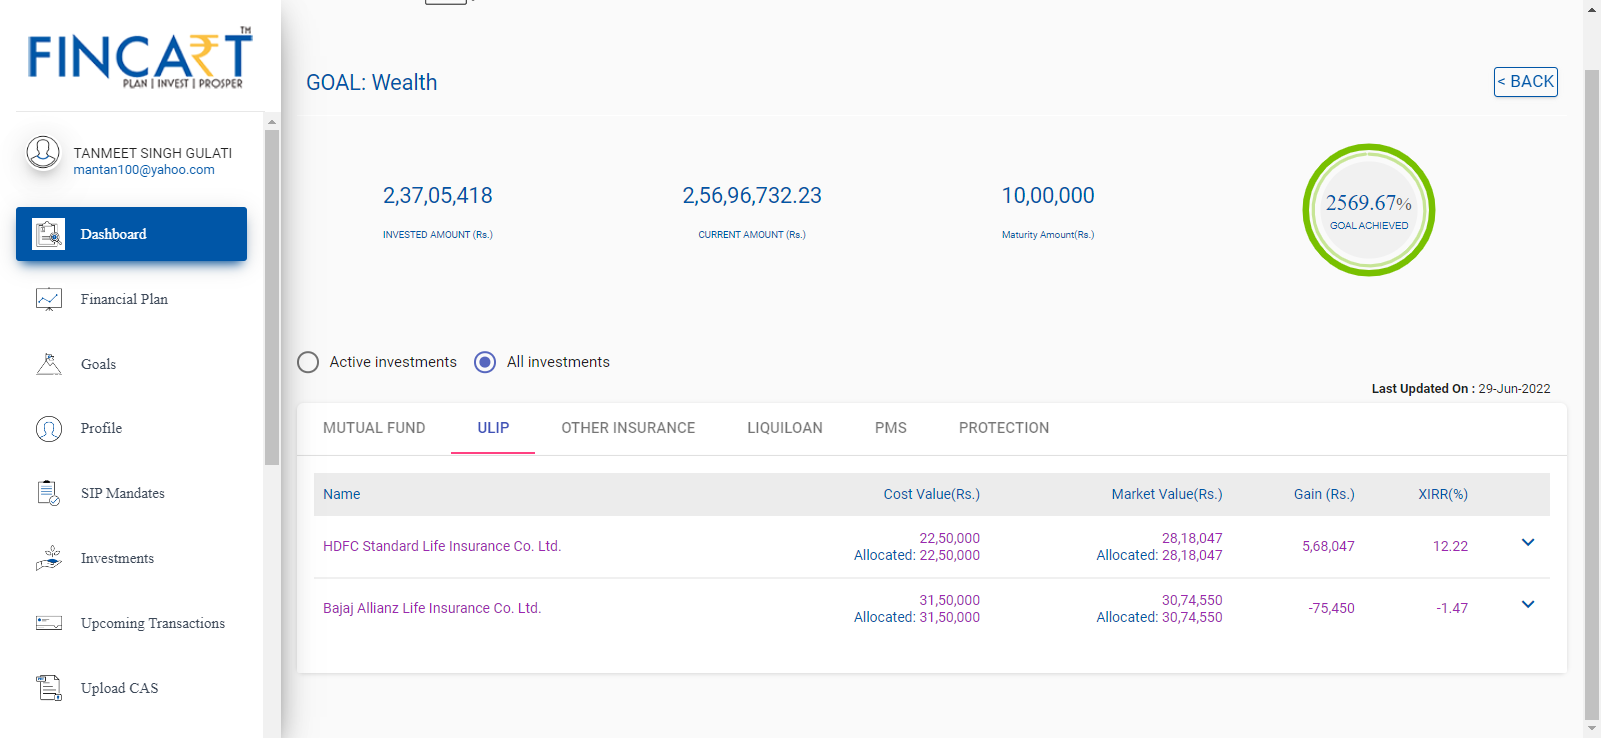 FINCART™
PLAN | INVEST | PROSPER
TANMEET SINGH GULATI
mantan100@yahoo.com
Dashboard
Financial Plan
Goals
Profile
SIP Mandates
Investments
Upcoming Transactions
Upload CAS
GOAL: Wealth
< BACK
2,37,05,418
INVESTED AMOUNT (Rs.)
2,56,96,732.23
CURRENT AMOUNT (Rs.)
10,00,000
Maturity Amount(Rs.)
2569.67%
GOAL ACHIEVED
Active investments All investments
Last Updated On : 29-Jun-2022
MUTUAL FUND ULIP OTHER INSURANCE LIQUILOAN PMS PROTECTION
Name Cost Value(Rs.) Market Value(Rs.) Gain (Rs.) XIRR(%)
HDFC Standard Life Insurance Co. Ltd. 22,50,000 28,18,047 5,68,047 12.22
Allocated: 22,50,000 Allocated: 28,18,047
Bajaj Allianz Life Insurance Co. Ltd. 31,50,000 30,74,550 -75,450 -1.47
Allocated: 31,50,000 Allocated: 30,74,550